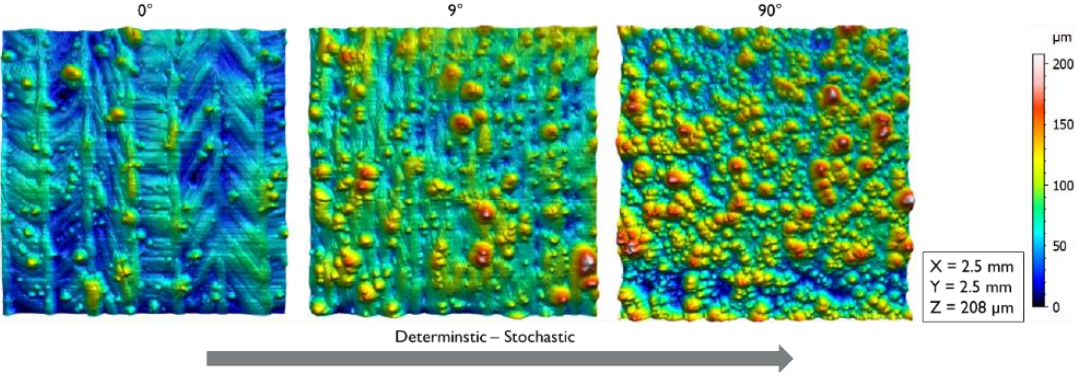 0°
9°
90°
µm
200
150
100
50
0
X = 2.5 mm
Y = 2.5 mm
Z = 208 µm
Determinstic – Stochastic